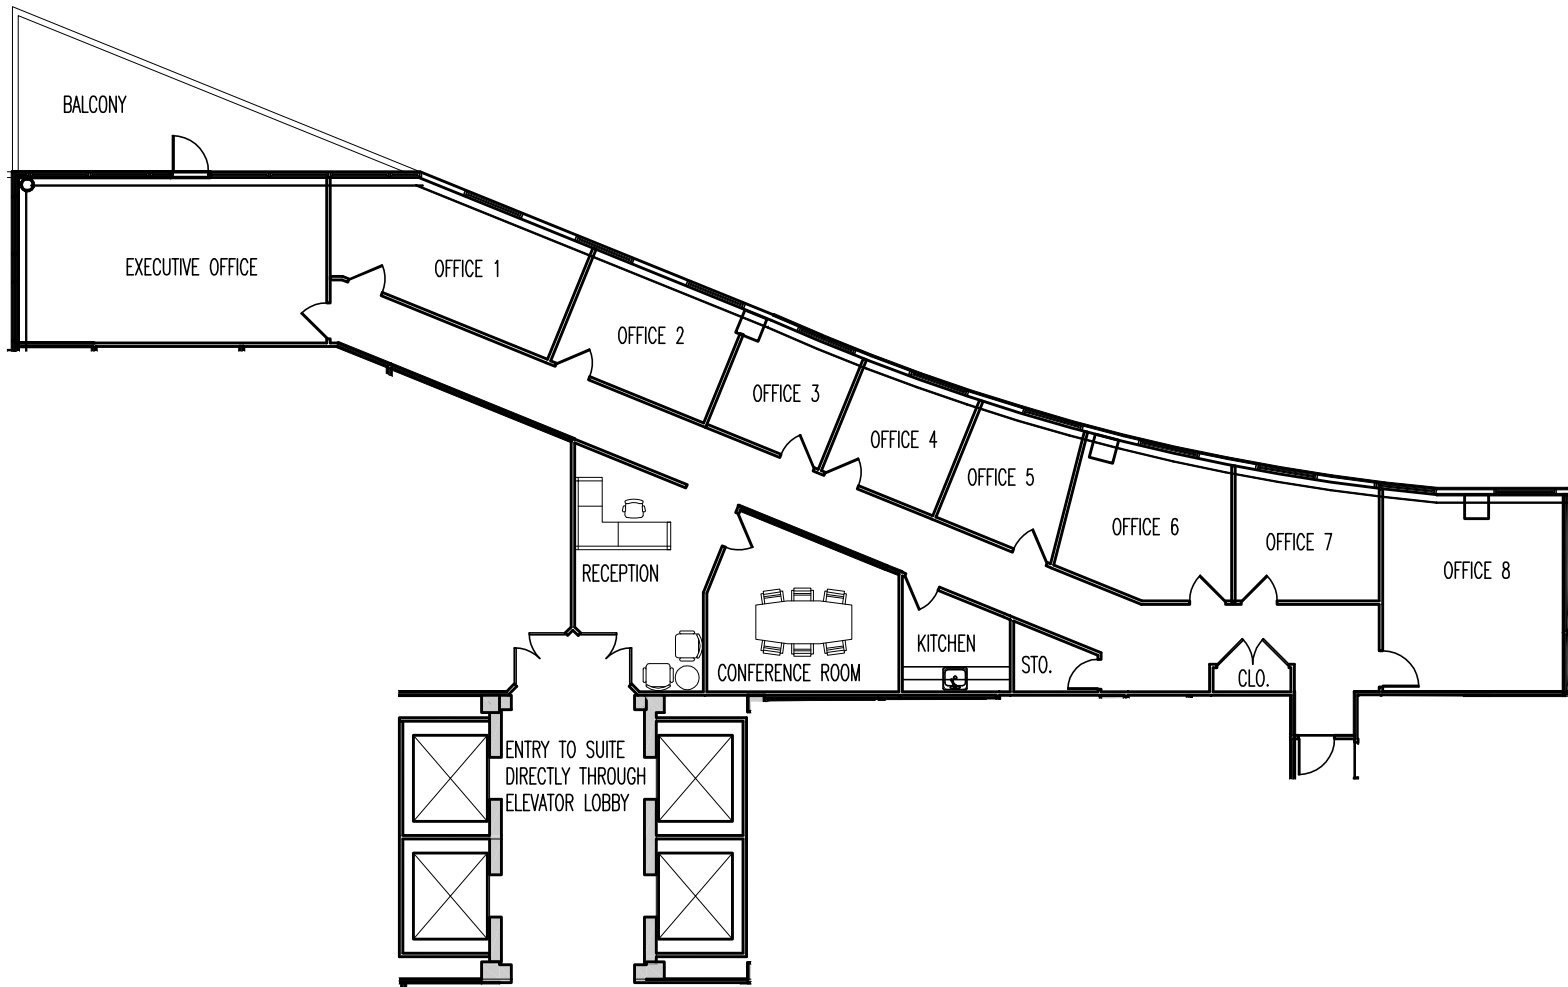 BALCONY
EXECUTIVE OFFICE
OFFICE 1
OFFICE 2
OFFICE 3
OFFICE 4
OFFICE 5
OFFICE 6
OFFICE 7
OFFICE 8
RECEPTION
CONFERENCE ROOM
KITCHEN
STO.
CLO.
ENTRY TO SUITE
DIRECTLY THROUGH
ELEVATOR LOBBY